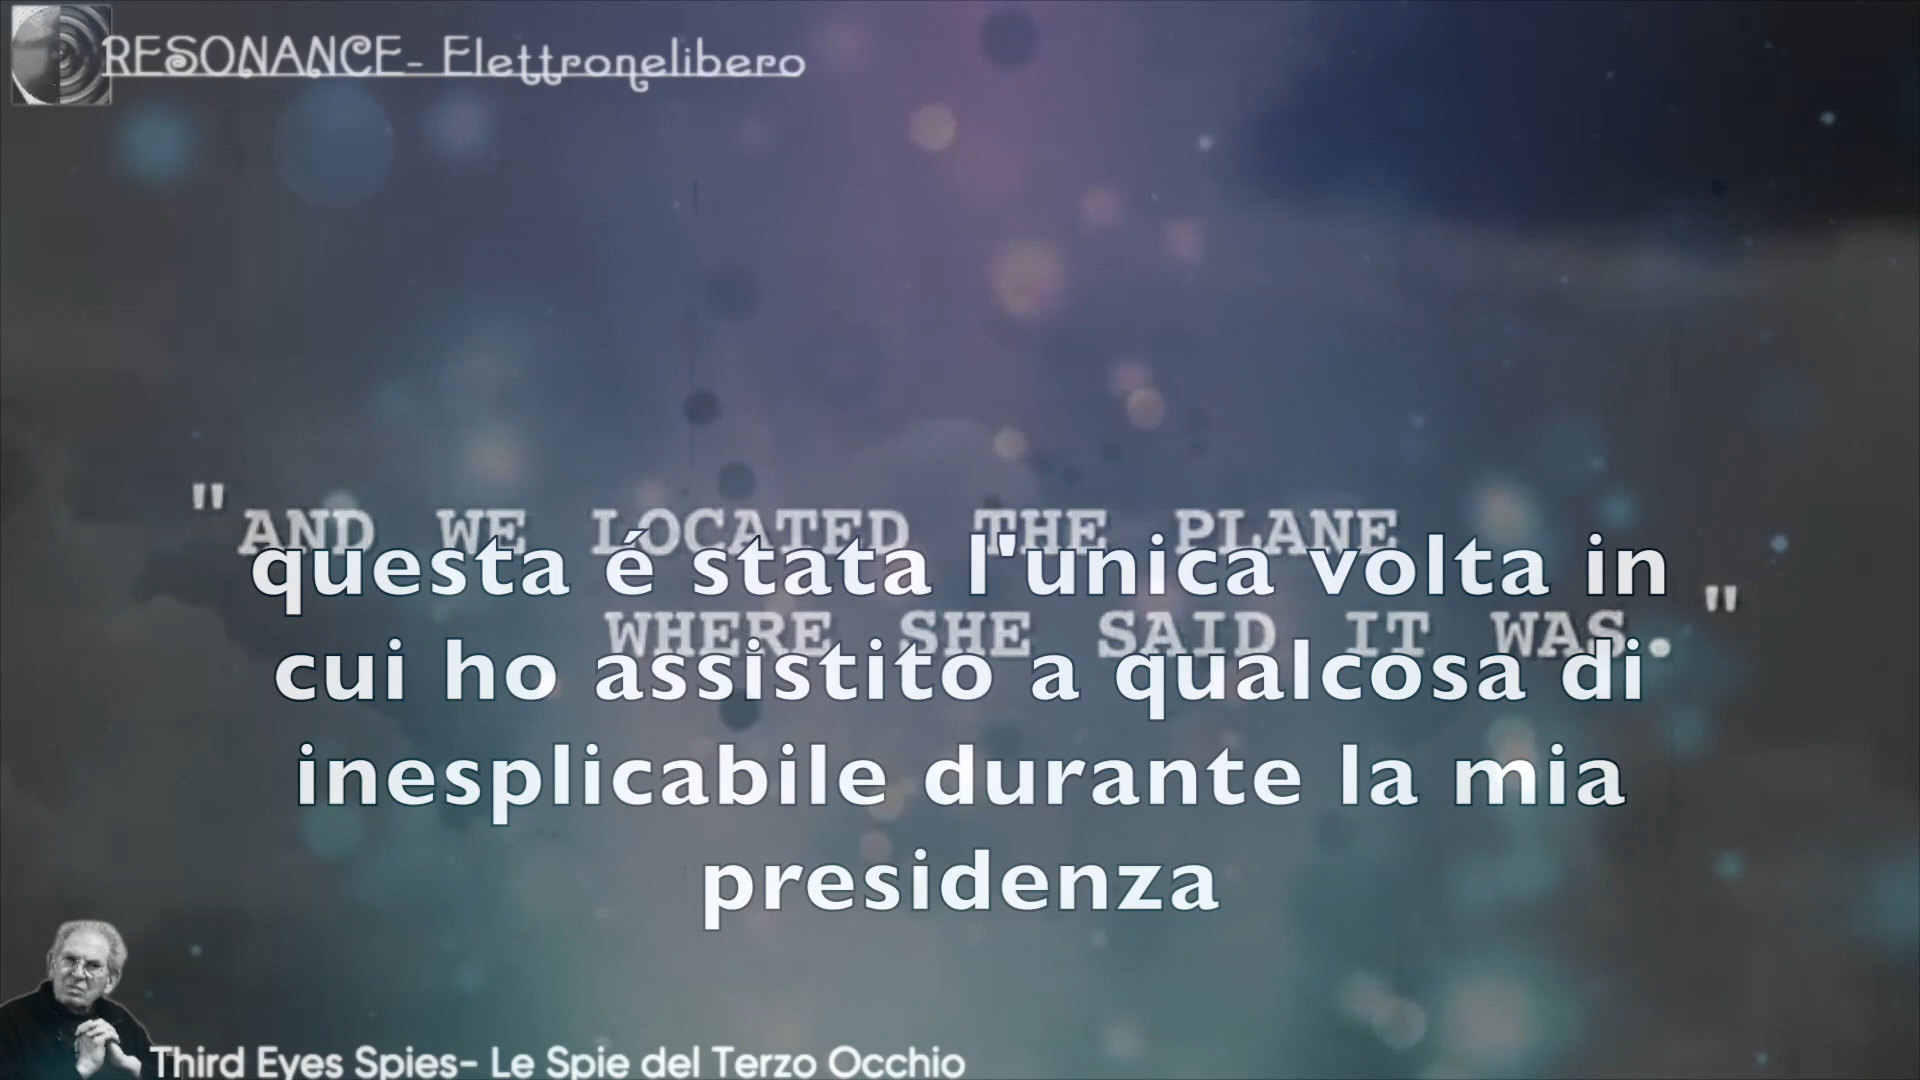 RESONANCE- Elettronelibero
"AND WE LOCATED THE PLANE
WHERE SHE SAID IT WAS."
questa é stata l'unica volta in
cui ho assistito a qualcosa di
inesplicabile durante la mia
presidenza
Third Eyes Spies- Le Spie del Terzo Occhio